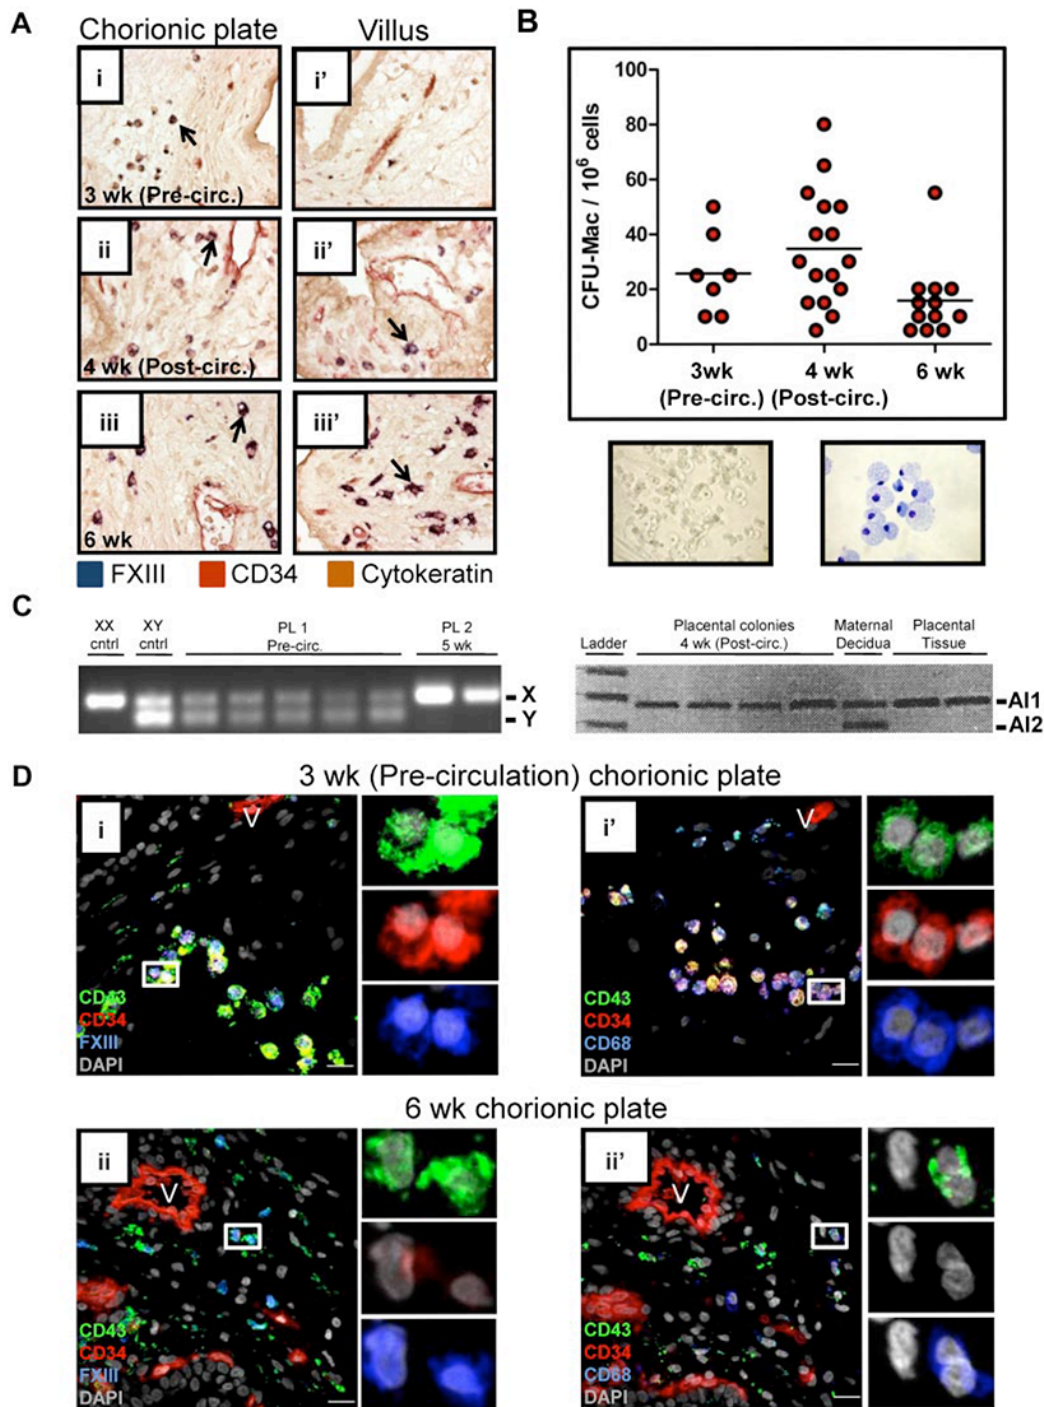 A
Chorionic plate
Villus
i
i'
3 wk (Pre-circ.)
ii
ii'
4 wk (Post-circ.)
iii
iii'
6 wk
FXIII
CD34
Cytokeratin
B
CFU-Mac / 10⁶ cells
100
80
60
40
20
0
3wk
(Pre-circ.)
4 wk
(Post-circ.)
6 wk
C
XX
cntrl
XY
cntrl
PL 1
Pre-circ.
PL 2
5 wk
X
Y
Ladder
Placental colonies
4 wk (Post-circ.)
Maternal
Decidua
Placental
Tissue
Al1
Al2
D
3 wk (Pre-circulation) chorionic plate
i
V
CD43
CD34
FXIII
DAPI
i'
V
CD43
CD34
CD68
DAPI
6 wk chorionic plate
ii
V
CD43
CD34
FXIII
DAPI
ii'
V
CD43
CD34
CD68
DAPI